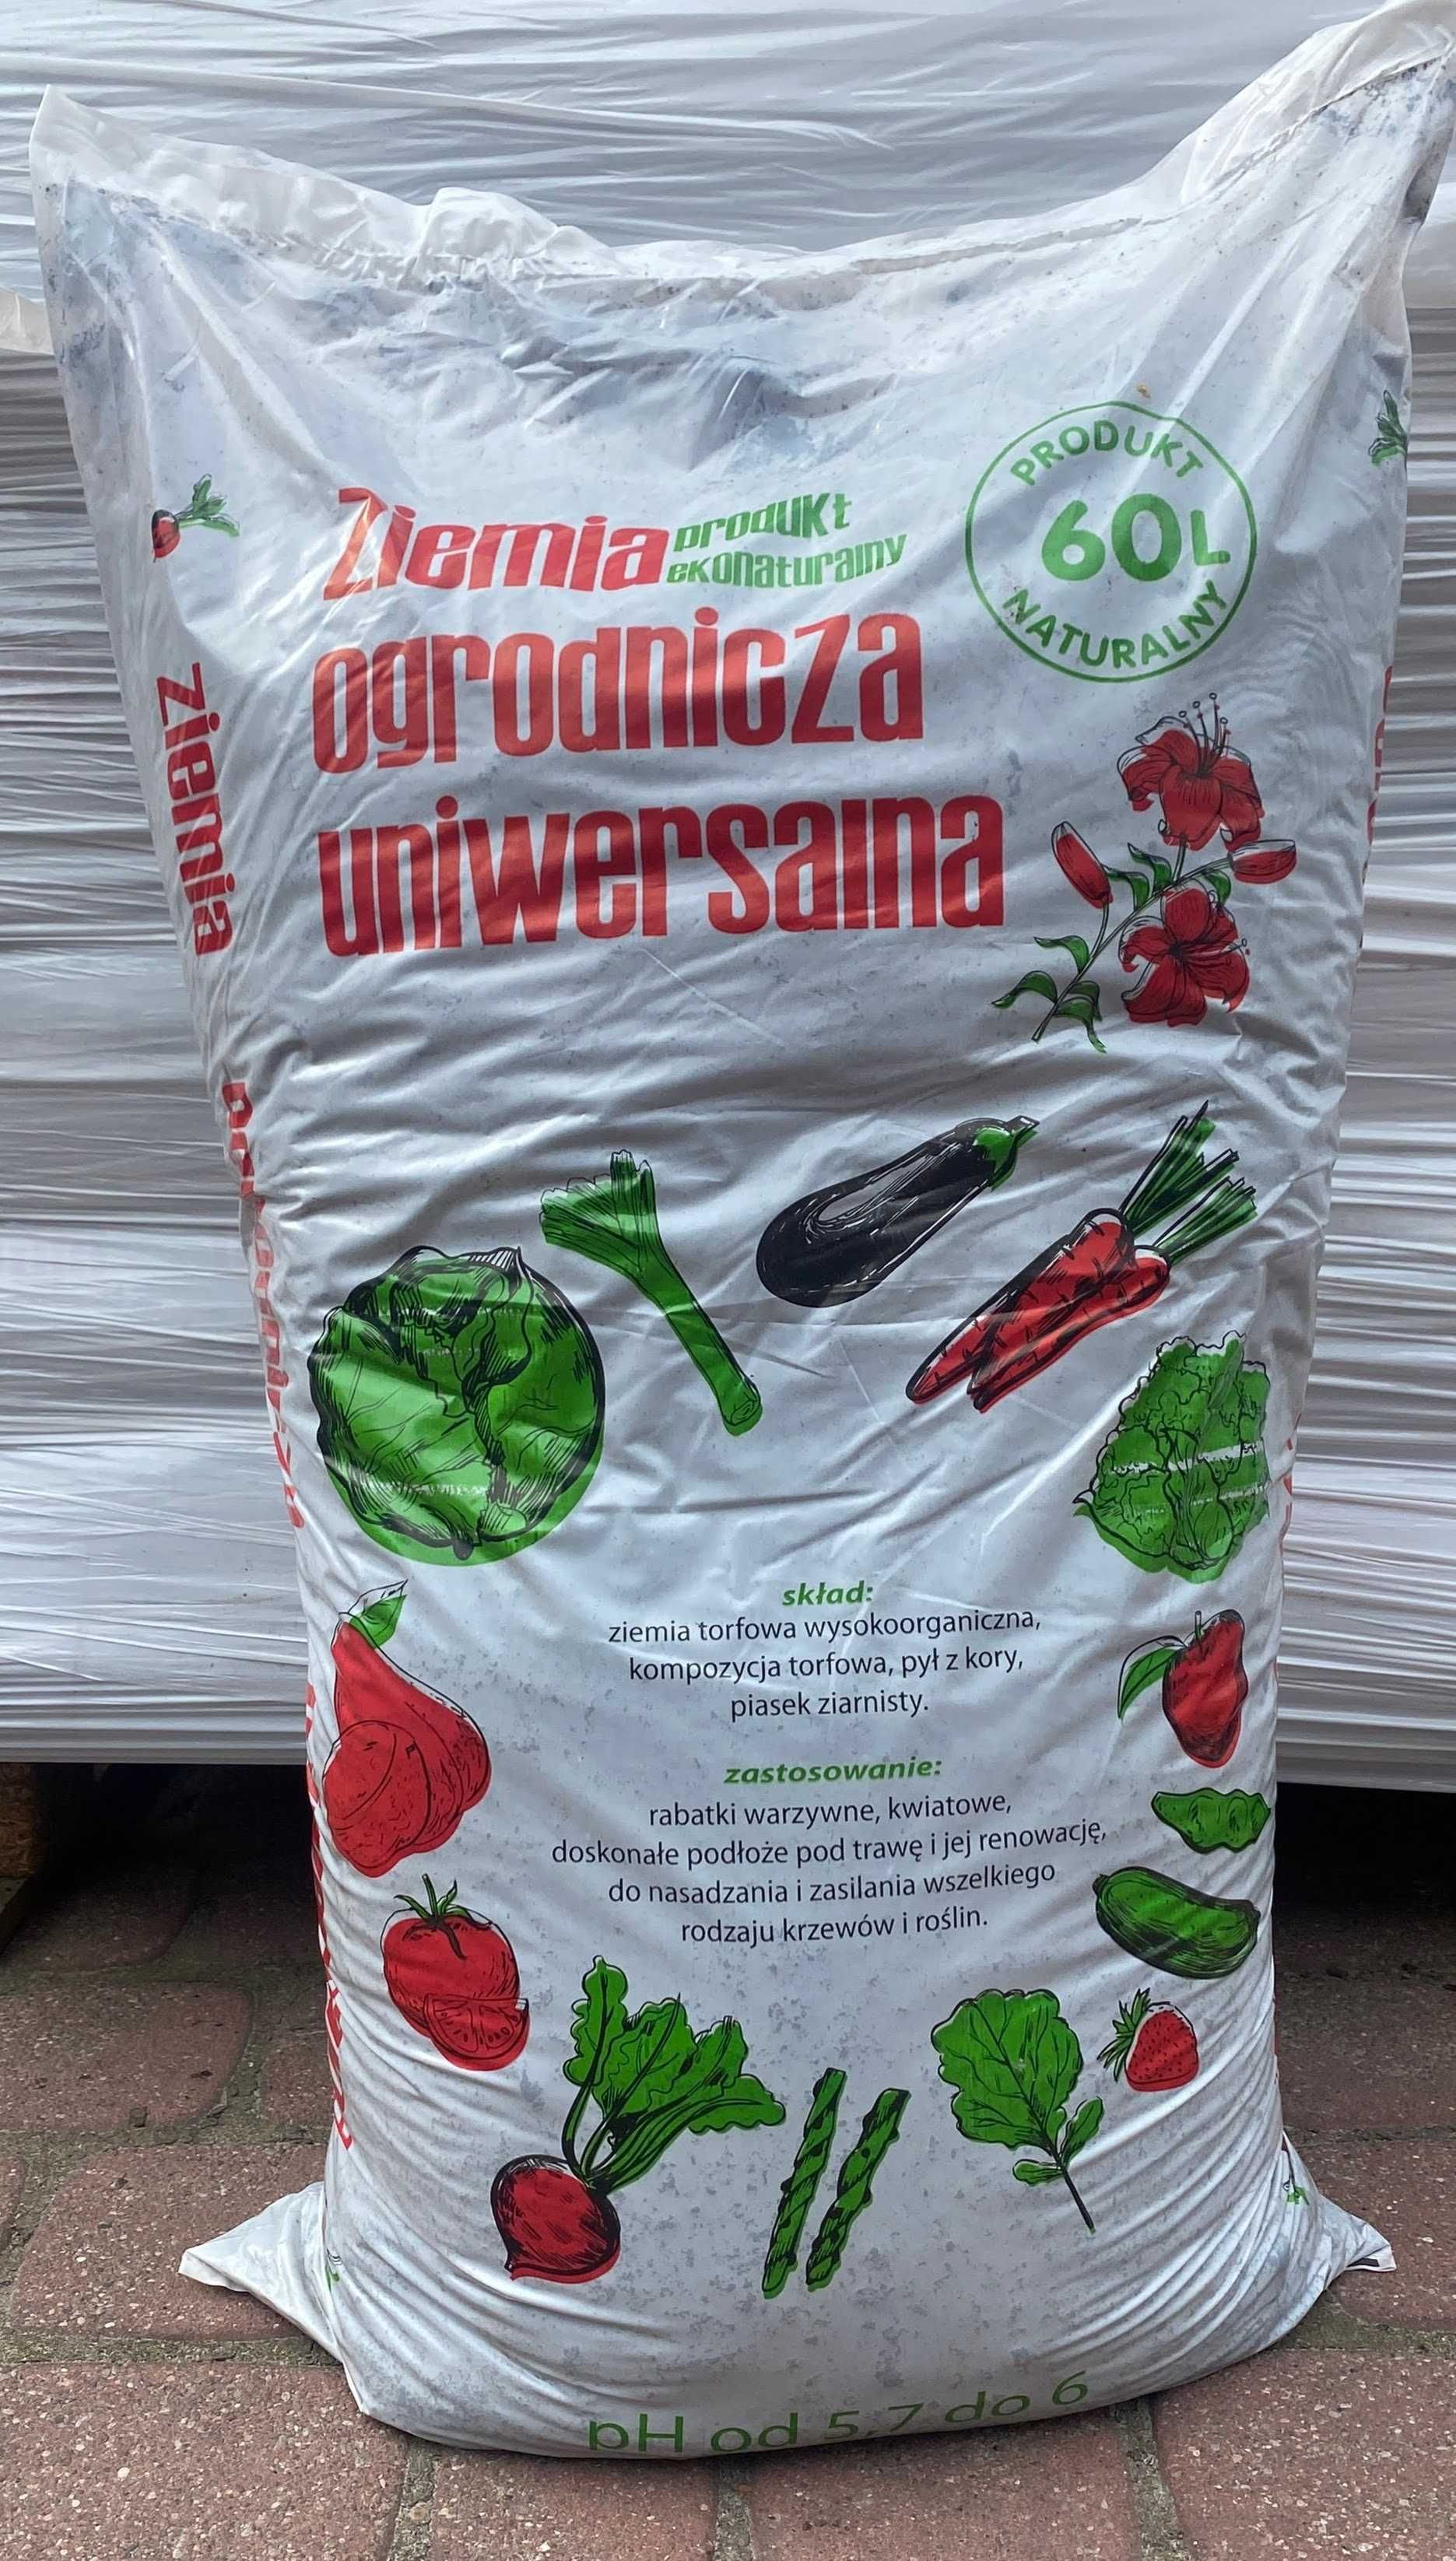 Ziemia produkt
ekonaturalny
ogrodnicza
uniwersalna
PRODUKT
60L
NATURALNY
ziemia
skład:
ziemia torfowa wysokoorganiczna,
kompozycja torfowa, pył z kory,
piasek ziarnisty.
zastosowanie:
rabatki warzywne, kwiatowe,
doskonałe podłoże pod trawę i jej renowację,
do nasadzania i zasilania wszelkiego
rodzaju krzewów i roślin.
pH od 5,7 do 6